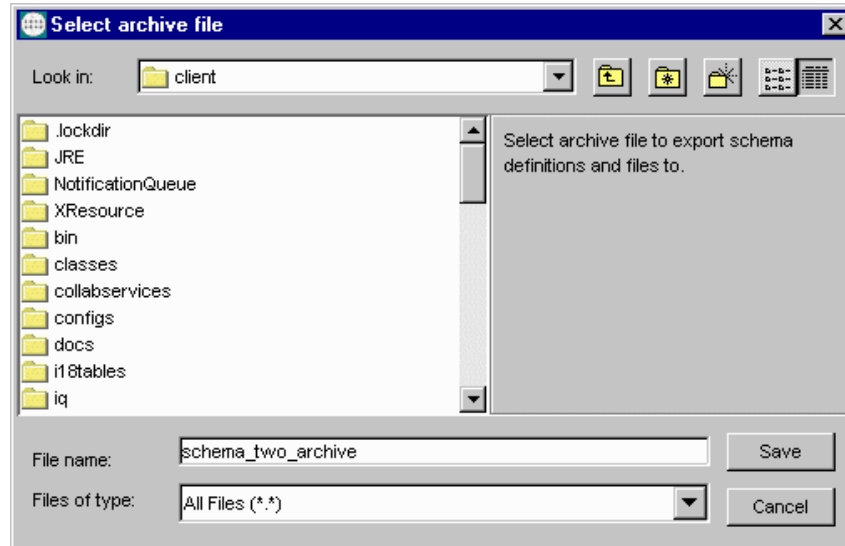 Select archive file
Look in:
client
.lockdir
JRE
NotificationQueue
XResource
bin
classes
collabservices
configs
docs
i18tables
iq
Select archive file to export schema
definitions and files to.
File name:
schema_two_archive
Save
Files of type:
All Files (*.*)
Cancel